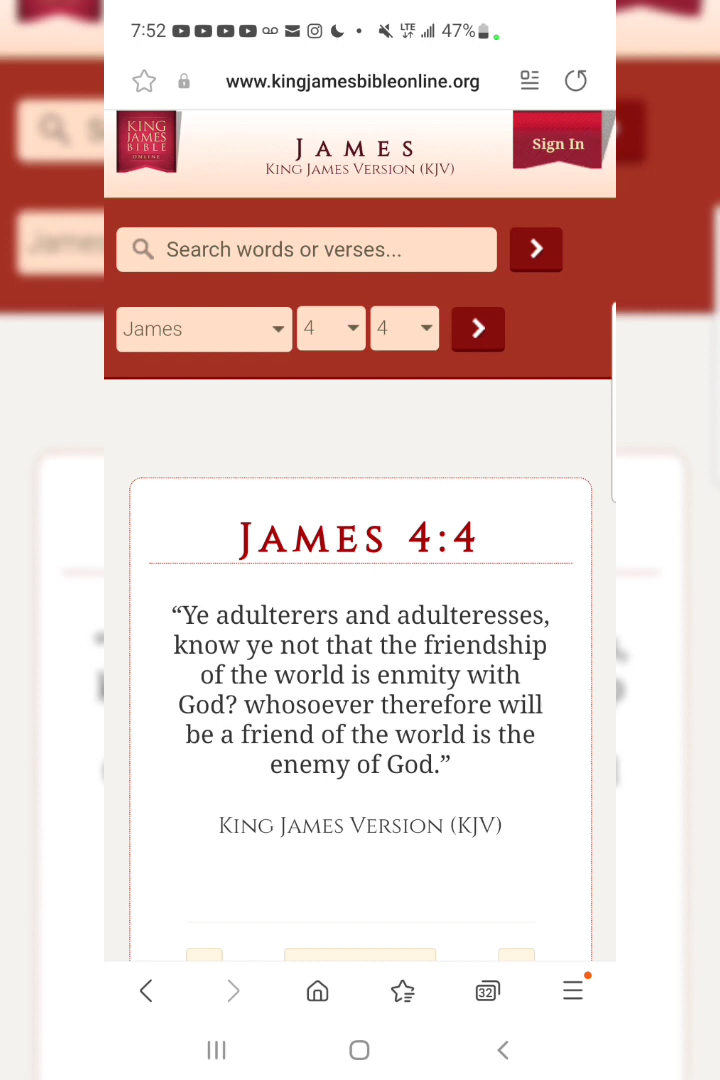 7:52 LTE 47%
www.kingjamesbibleonline.org
KING
JAMES
BIBLE
ONLINE
JAMES
KING JAMES VERSION (KJV)
Sign In
Search words or verses...
James 4 4
JAMES 4:4
“Ye adulterers and adulteresses,
know ye not that the friendship
of the world is enmity with
God? whosoever therefore will
be a friend of the world is the
enemy of God.”
KING JAMES VERSION (KJV)
32